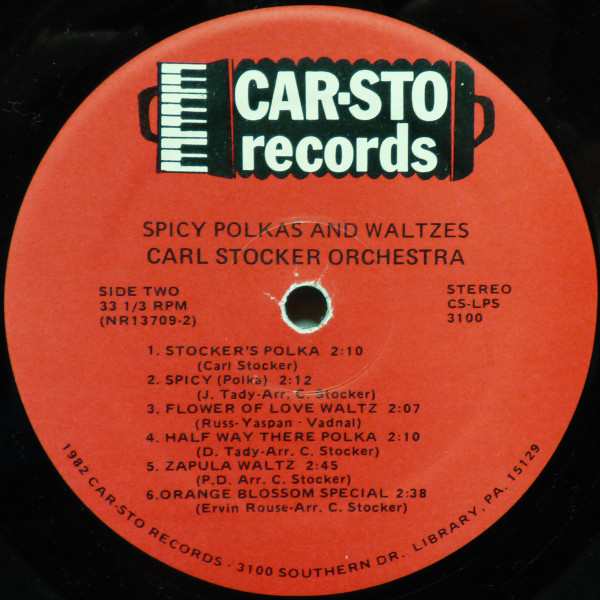 CAR-STO
records
SPICY POLKAS AND WALTZES
CARL STOCKER ORCHESTRA
SIDE TWO
33 1/3 RPM
(NR13709-2)
STEREO
CS-LPS
3100
1. STOCKER'S POLKA 2:10
(Carl Stocker)
2. SPICY (Polka) 2:12
(J. Tady-Arr. C. Stocker)
3. FLOWER OF LOVE WALTZ 2:07
(Russ-Yaspan - Vadnal)
4. HALF WAY THERE POLKA 2:10
(D. Tady-Arr. C. Stocker)
5. ZAPULA WALTZ 2:45
(P.D. Arr. C. Stocker)
6.ORANGE BLOSSOM SPECIAL 2:38
(Ervin Rouse-Arr. C. Stocker)
1982 CAR-STO RECORDS - 3100 SOUTHERN DR. LIBRARY, PA. 15129